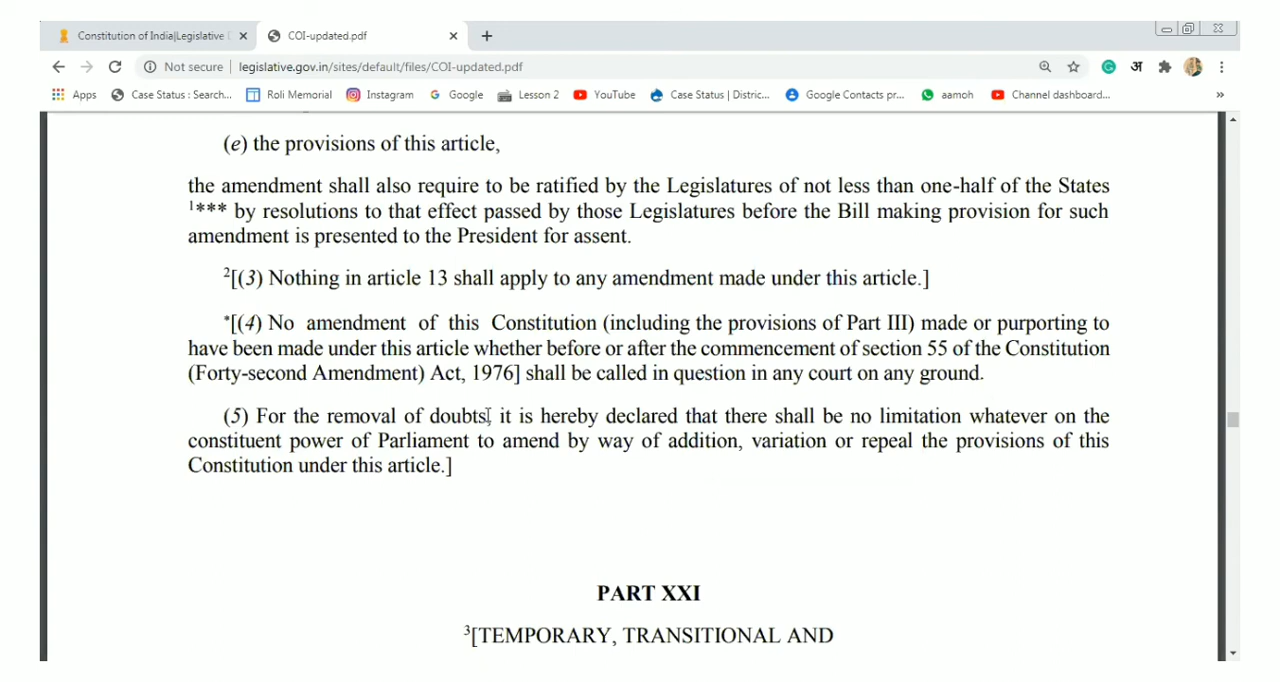 Constitution of India|Legislative D
COI-updated.pdf
Not secure | legislative.gov.in/sites/default/files/COI-updated.pdf
अ
Apps Case Status : Search... Roli Memorial Instagram Google Lesson 2 YouTube Case Status | Distric... Google Contacts pr... aamoh Channel dashboard... »
(e) the provisions of this article,
the amendment shall also require to be ratified by the Legislatures of not less than one-half of the States
1*** by resolutions to that effect passed by those Legislatures before the Bill making provision for such
amendment is presented to the President for assent.
2[(3) Nothing in article 13 shall apply to any amendment made under this article.]
*[(4) No amendment of this Constitution (including the provisions of Part III) made or purporting to
have been made under this article whether before or after the commencement of section 55 of the Constitution
(Forty-second Amendment) Act, 1976] shall be called in question in any court on any ground.
(5) For the removal of doubts, it is hereby declared that there shall be no limitation whatever on the
constituent power of Parliament to amend by way of addition, variation or repeal the provisions of this
Constitution under this article.]
PART XXI
3[TEMPORARY, TRANSITIONAL AND